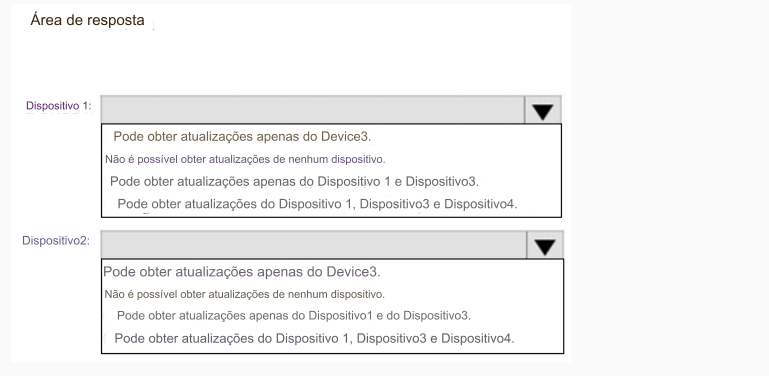 Área de resposta
Dispositivo 1:
Pode obter atualizações apenas do Device3.
Não é possível obter atualizações de nenhum dispositivo.
Pode obter atualizações apenas do Dispositivo 1 e Dispositivo3.
Pode obter atualizações do Dispositivo 1, Dispositivo3 e Dispositivo4.
Dispositivo2:
Pode obter atualizações apenas do Device3.
Não é possível obter atualizações de nenhum dispositivo.
Pode obter atualizações apenas do Dispositivo1 e do Dispositivo3.
Pode obter atualizações do Dispositivo 1, Dispositivo3 e Dispositivo4.